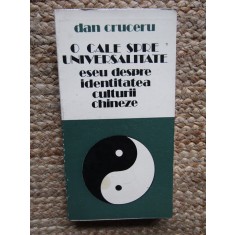 dan cruceru
O CALE SPRE
UNIVERSALITATE
eseu despre
identitatea
culturii
chineze